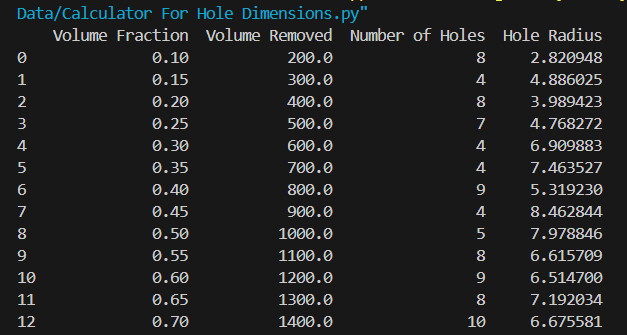 Data/Calculator For Hole Dimensions.py"
Volume Fraction Volume Removed Number of Holes Hole Radius
0 0.10 200.0 8 2.820948
1 0.15 300.0 4 4.886025
2 0.20 400.0 8 3.989423
3 0.25 500.0 7 4.768272
4 0.30 600.0 4 6.909883
5 0.35 700.0 4 7.463527
6 0.40 800.0 9 5.319230
7 0.45 900.0 4 8.462844
8 0.50 1000.0 5 7.978846
9 0.55 1100.0 8 6.615709
10 0.60 1200.0 9 6.514700
11 0.65 1300.0 8 7.192034
12 0.70 1400.0 10 6.675581